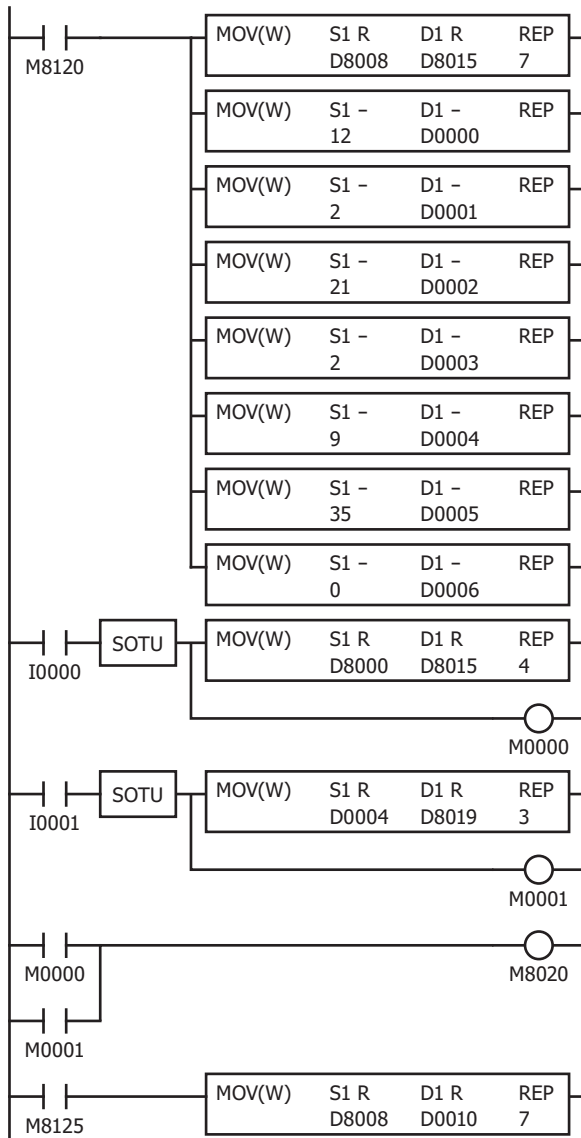 MOV(W) S1 R D1 R REP
D8008 D8015 7
M8120
MOV(W) S1 – D1 – REP
12 D0000
MOV(W) S1 – D1 – REP
2 D0001
MOV(W) S1 – D1 – REP
21 D0002
MOV(W) S1 – D1 – REP
2 D0003
MOV(W) S1 – D1 – REP
9 D0004
MOV(W) S1 – D1 – REP
35 D0005
MOV(W) S1 – D1 – REP
0 D0006
SOTU MOV(W) S1 R D1 R REP
I0000 D8000 D8015 4
M0000
SOTU MOV(W) S1 R D1 R REP
I0001 D0004 D8019 3
M0001
M0000 M8020
M0001
MOV(W) S1 R D1 R REP
M8125 D8008 D0010 7